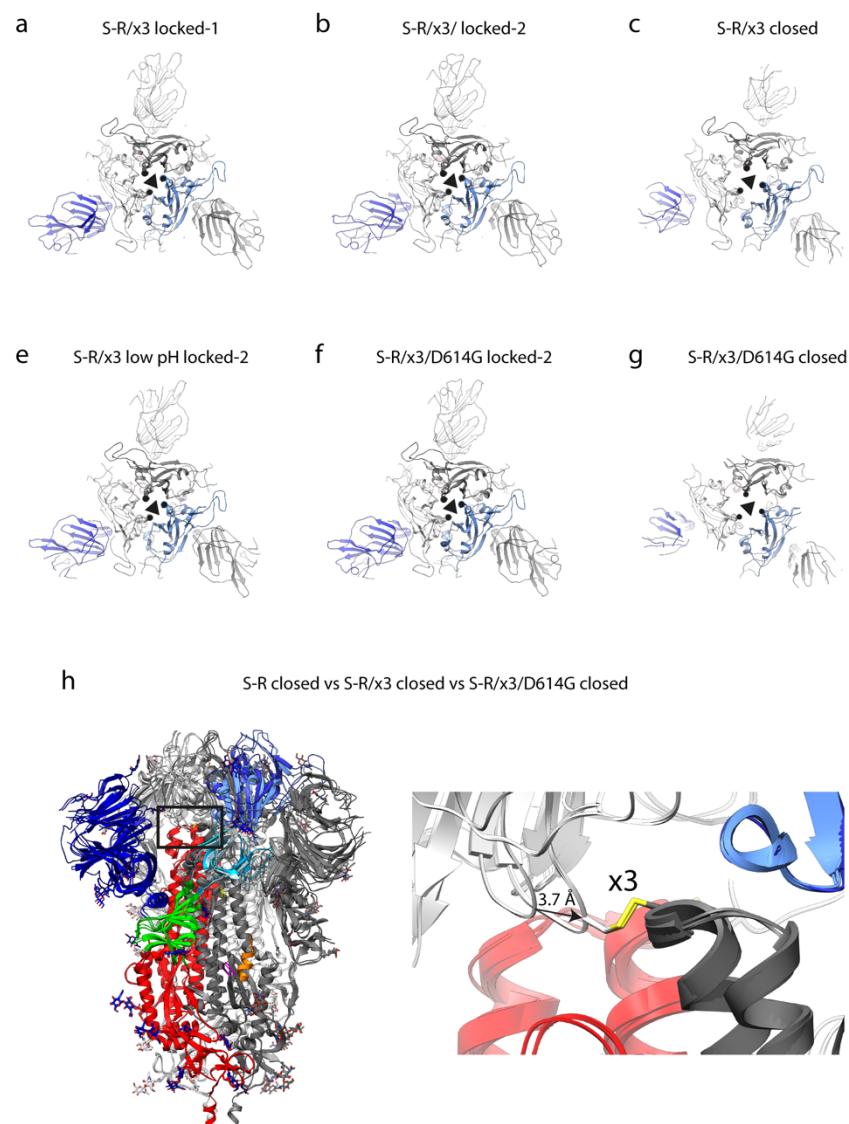 a S-R/x3 locked-1
b S-R/x3/ locked-2
c S-R/x3 closed
e S-R/x3 low pH locked-2
f S-R/x3/D614G locked-2
g S-R/x3/D614G closed
h S-R closed vs S-R/x3 closed vs S-R/x3/D614G closed
x3
3.7 Å